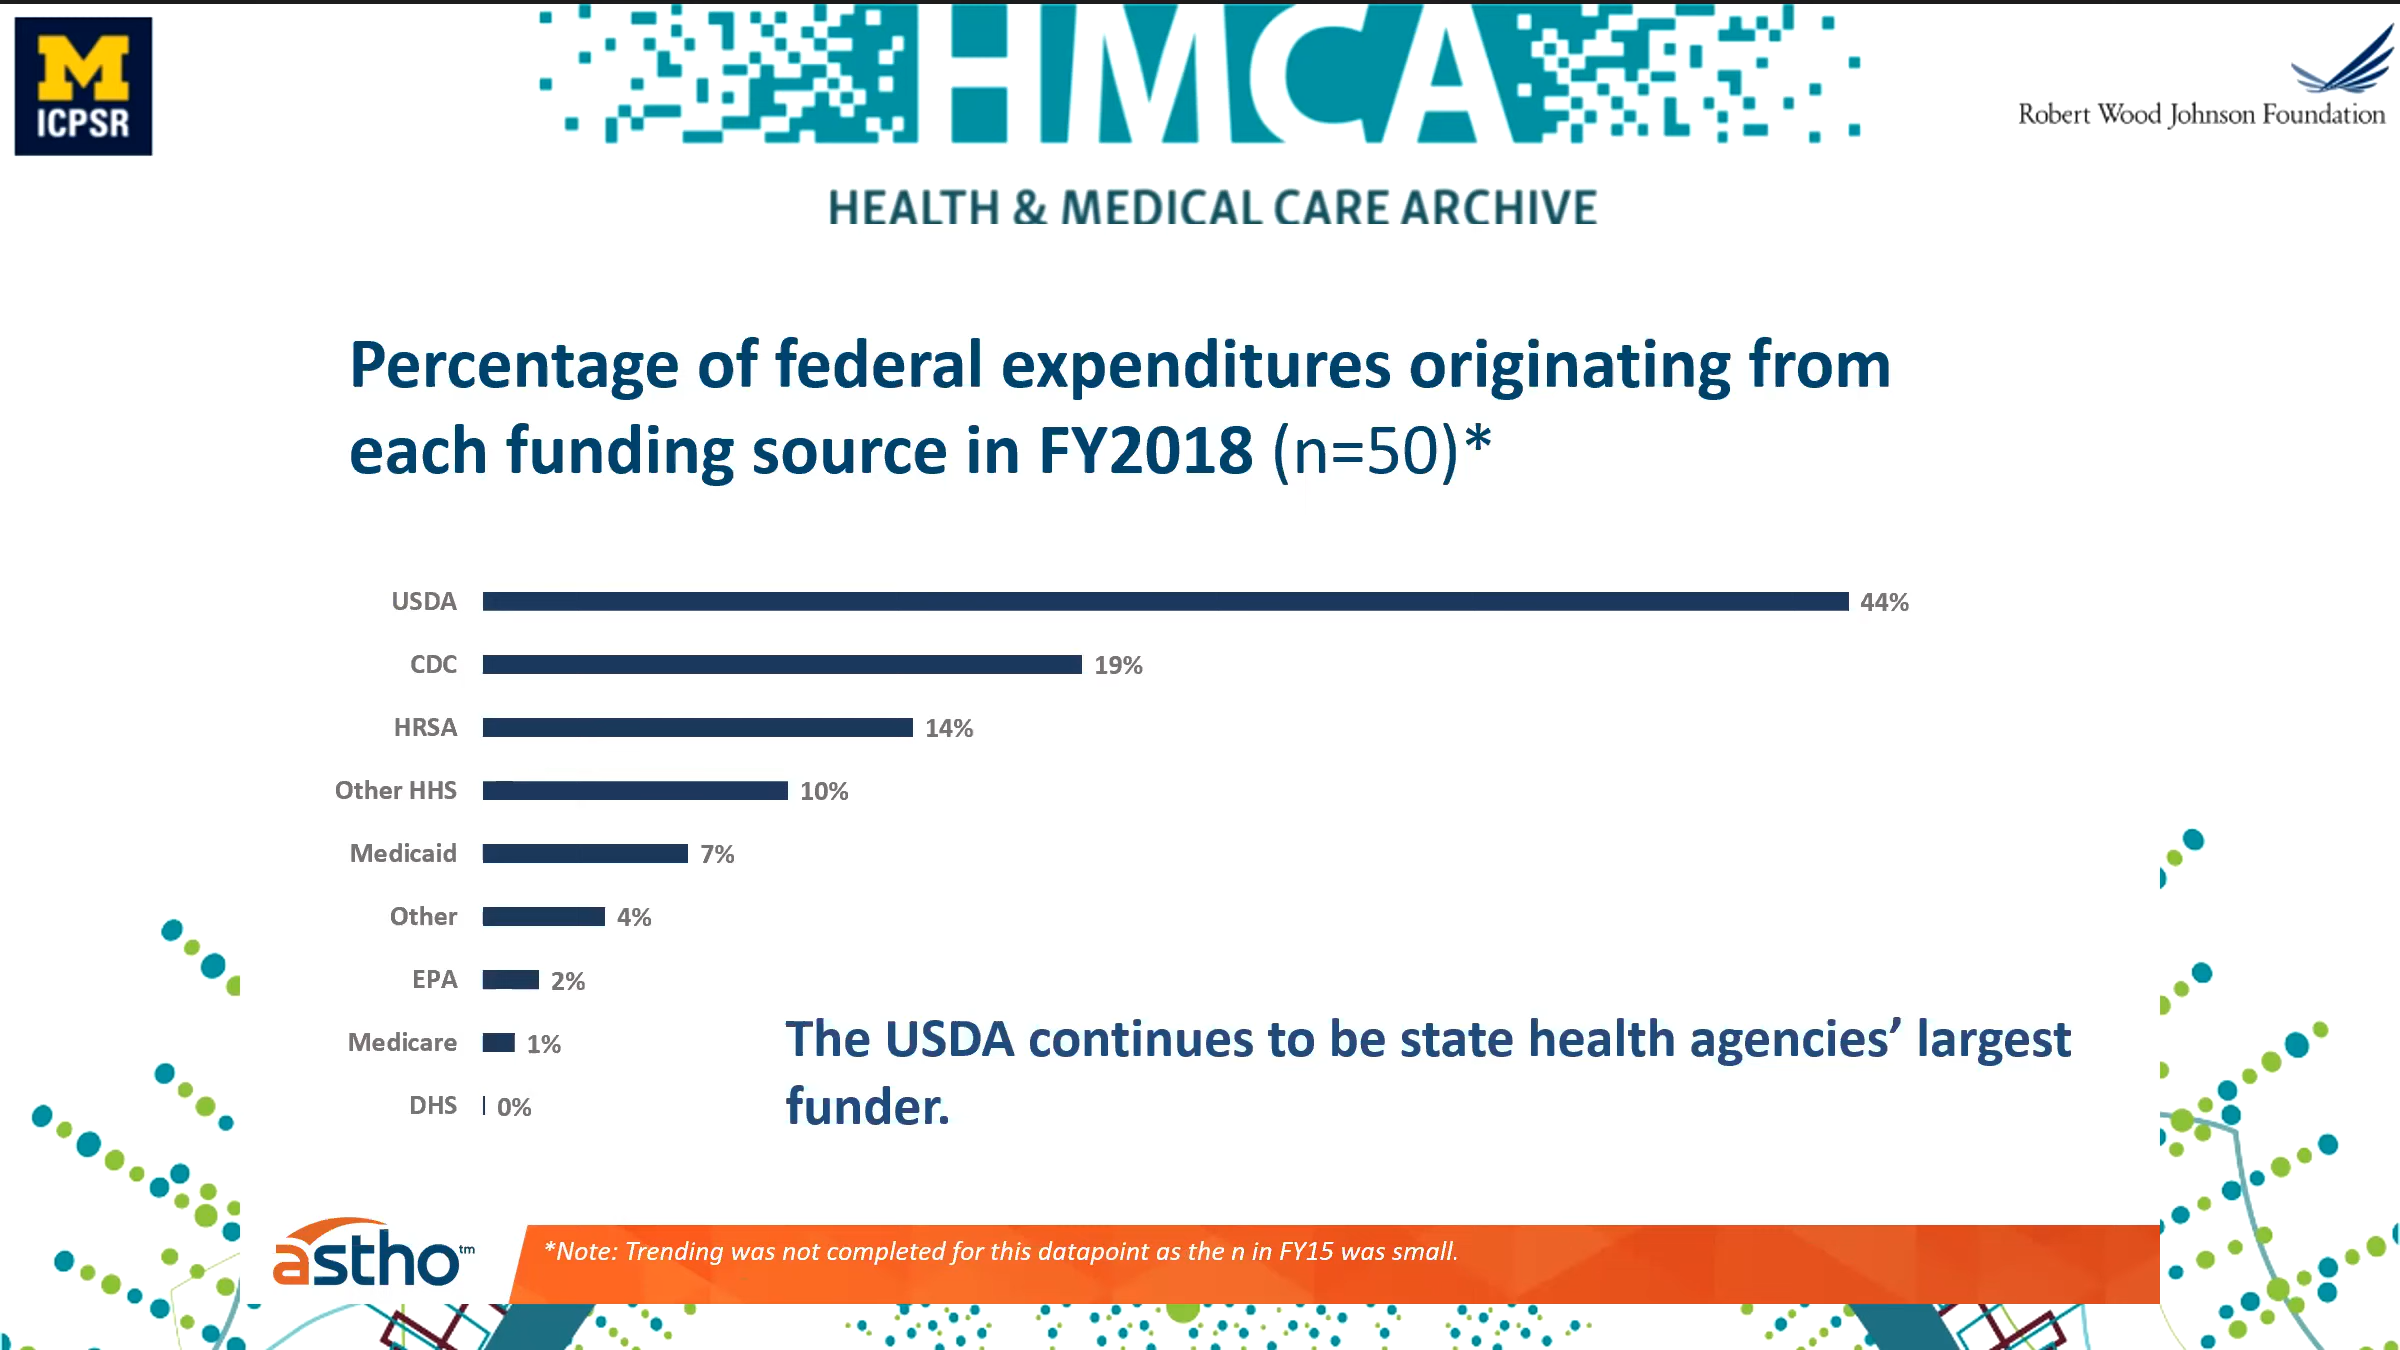 M
ICPSR
HMCA
HEALTH & MEDICAL CARE ARCHIVE
Robert Wood Johnson Foundation
Percentage of federal expenditures originating from
each funding source in FY2018 (n=50)*
USDA 44%
CDC 19%
HRSA 14%
Other HHS 10%
Medicaid 7%
Other 4%
EPA 2%
Medicare 1%
DHS 0%
The USDA continues to be state health agencies’ largest
funder.
astho™
*Note: Trending was not completed for this datapoint as the n in FY15 was small.